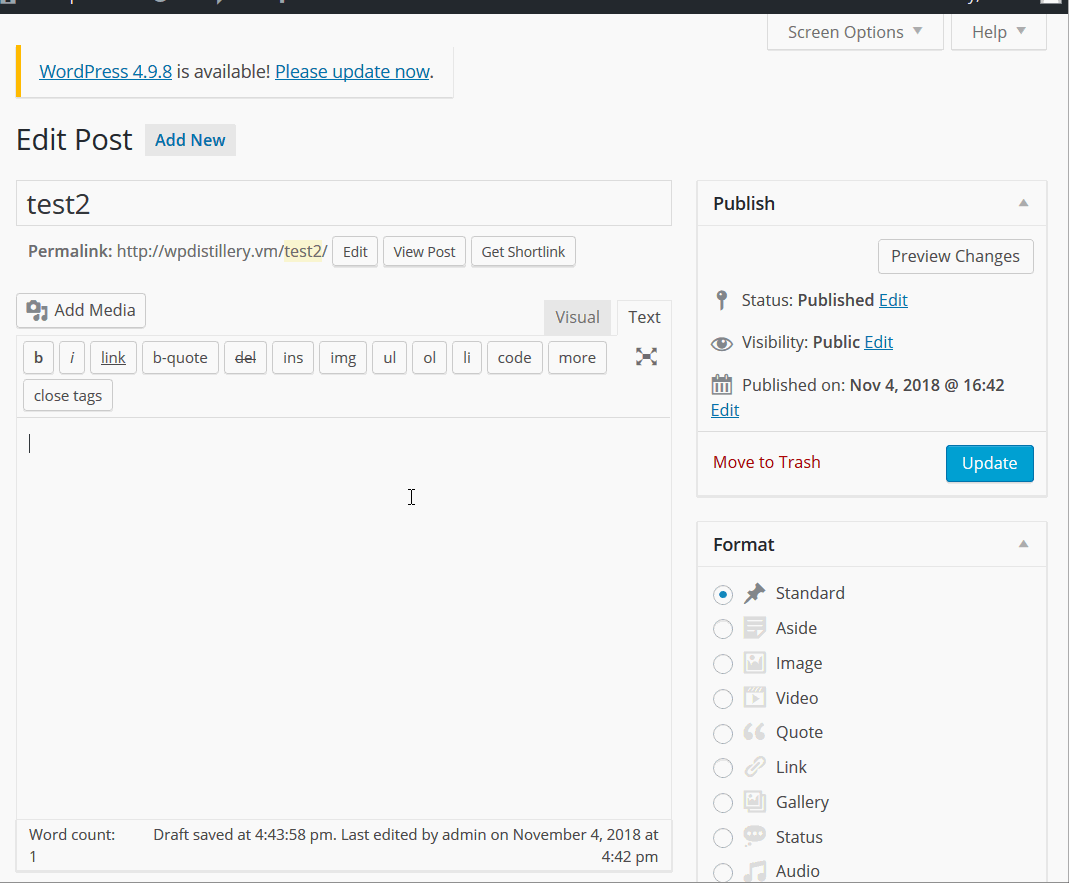 Screen Options
Help
WordPress 4.9.8 is available! Please update now.
Edit Post
Add New
test2
Permalink: http://wpdistillery.vm/test2/
Edit
View Post
Get Shortlink
Add Media
Visual
Text
b
i
link
b-quote
del
ins
img
ul
ol
li
code
more
close tags
Word count:
1
Draft saved at 4:43:58 pm. Last edited by admin on November 4, 2018 at
4:42 pm
Publish
Preview Changes
Status: Published Edit
Visibility: Public Edit
Published on: Nov 4, 2018 @ 16:42
Edit
Move to Trash
Update
Format
Standard
Aside
Image
Video
Quote
Link
Gallery
Status
Audio